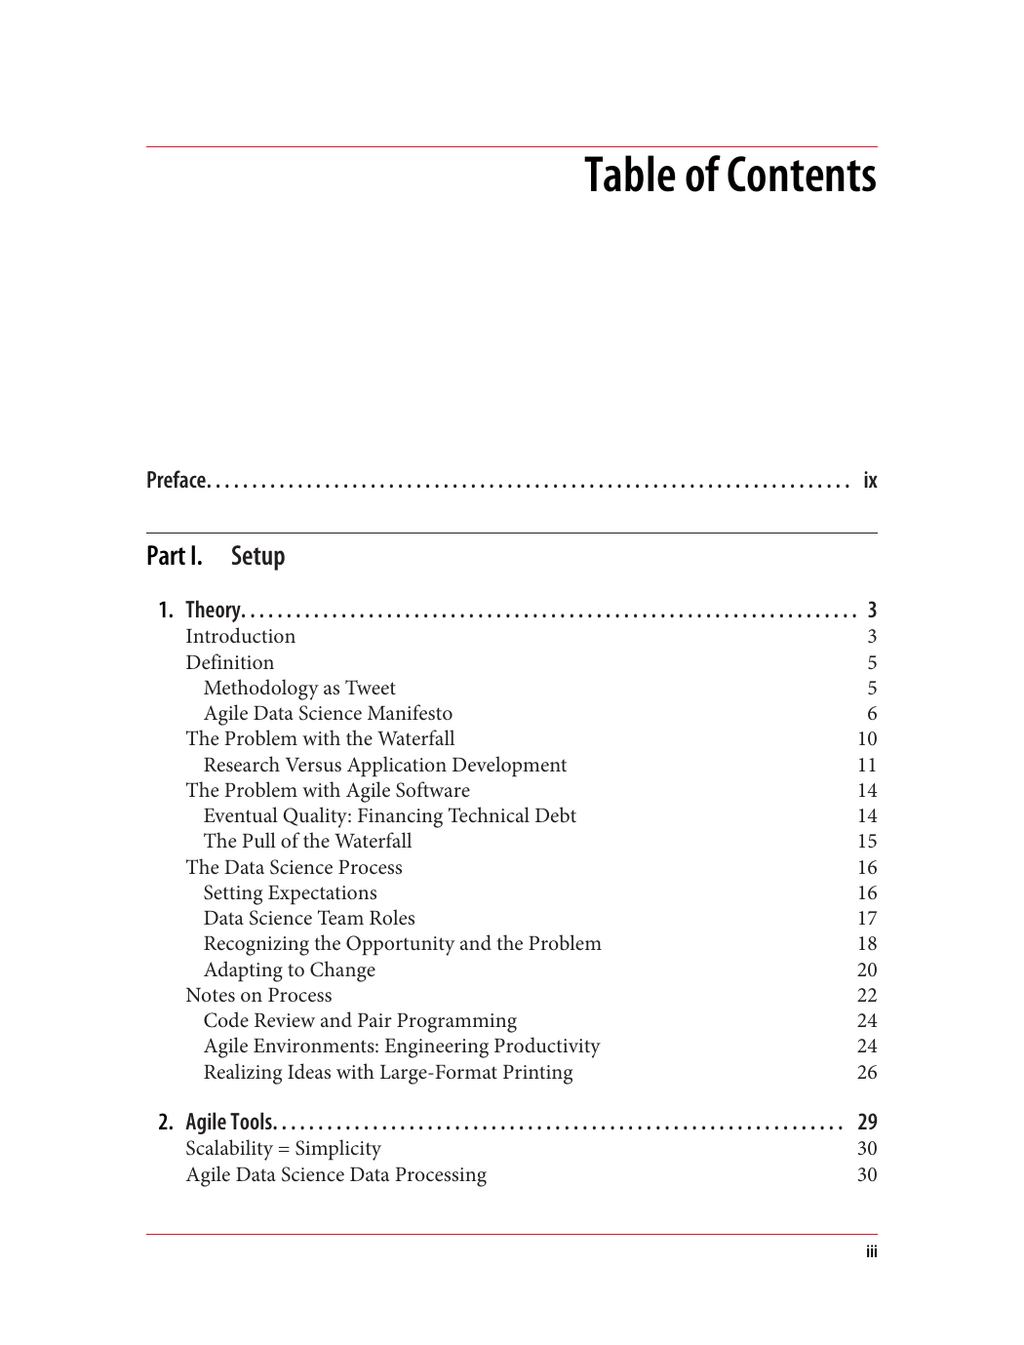 Table of Contents
Preface. . . . . . . . . . . . . . . . . . . . . . . . . . . . . . . . . . . . . . . . . . . . . . . . . . . . . . . . . . . . . . . . . . . . . . ix
Part I. Setup
1. Theory. . . . . . . . . . . . . . . . . . . . . . . . . . . . . . . . . . . . . . . . . . . . . . . . . . . . . . . . . . . . . . . . . . . 3
Introduction 3
Definition 5
Methodology as Tweet 5
Agile Data Science Manifesto 6
The Problem with the Waterfall 10
Research Versus Application Development 11
The Problem with Agile Software 14
Eventual Quality: Financing Technical Debt 14
The Pull of the Waterfall 15
The Data Science Process 16
Setting Expectations 16
Data Science Team Roles 17
Recognizing the Opportunity and the Problem 18
Adapting to Change 20
Notes on Process 22
Code Review and Pair Programming 24
Agile Environments: Engineering Productivity 24
Realizing Ideas with Large-Format Printing 26
2. Agile Tools. . . . . . . . . . . . . . . . . . . . . . . . . . . . . . . . . . . . . . . . . . . . . . . . . . . . . . . . . . . . . . 29
Scalability = Simplicity 30
Agile Data Science Data Processing 30
iii